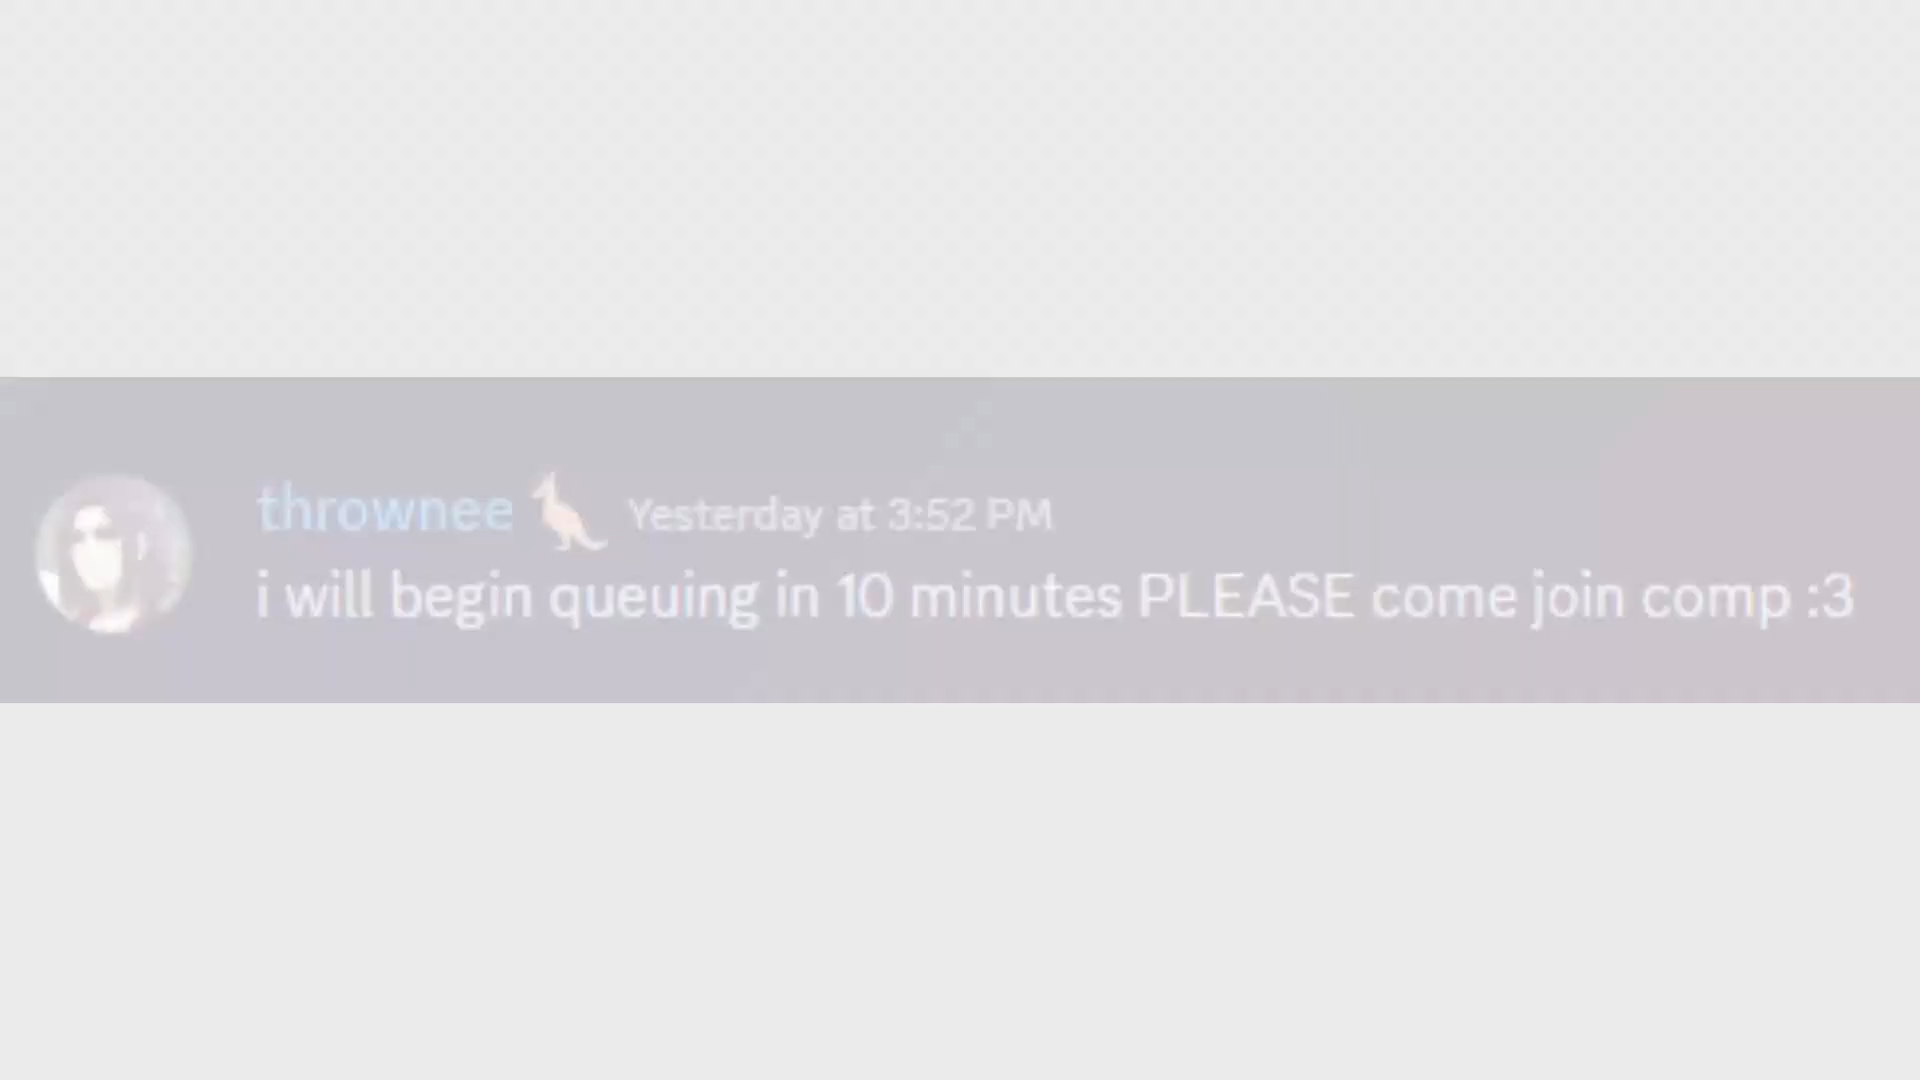 thrownee 🦘 Yesterday at 3:52 PM
i will begin queuing in 10 minutes PLEASE come join comp :3